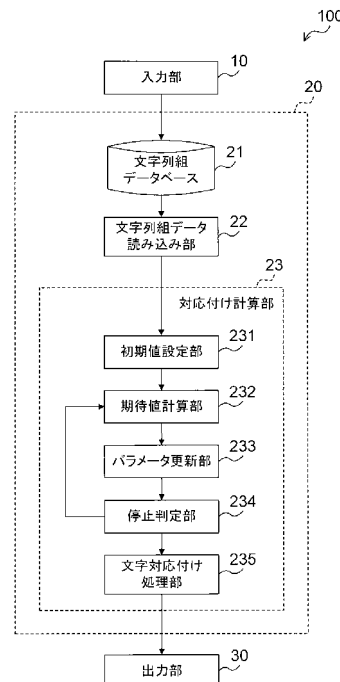 100
10
入力部
20
文字列組
データベース
21
文字列組データ
読み込み部
22
23
対応付け計算部
初期値設定部
231
期待値計算部
232
パラメータ更新部
233
停止判定部
234
文字対応付け
処理部
235
出力部
30